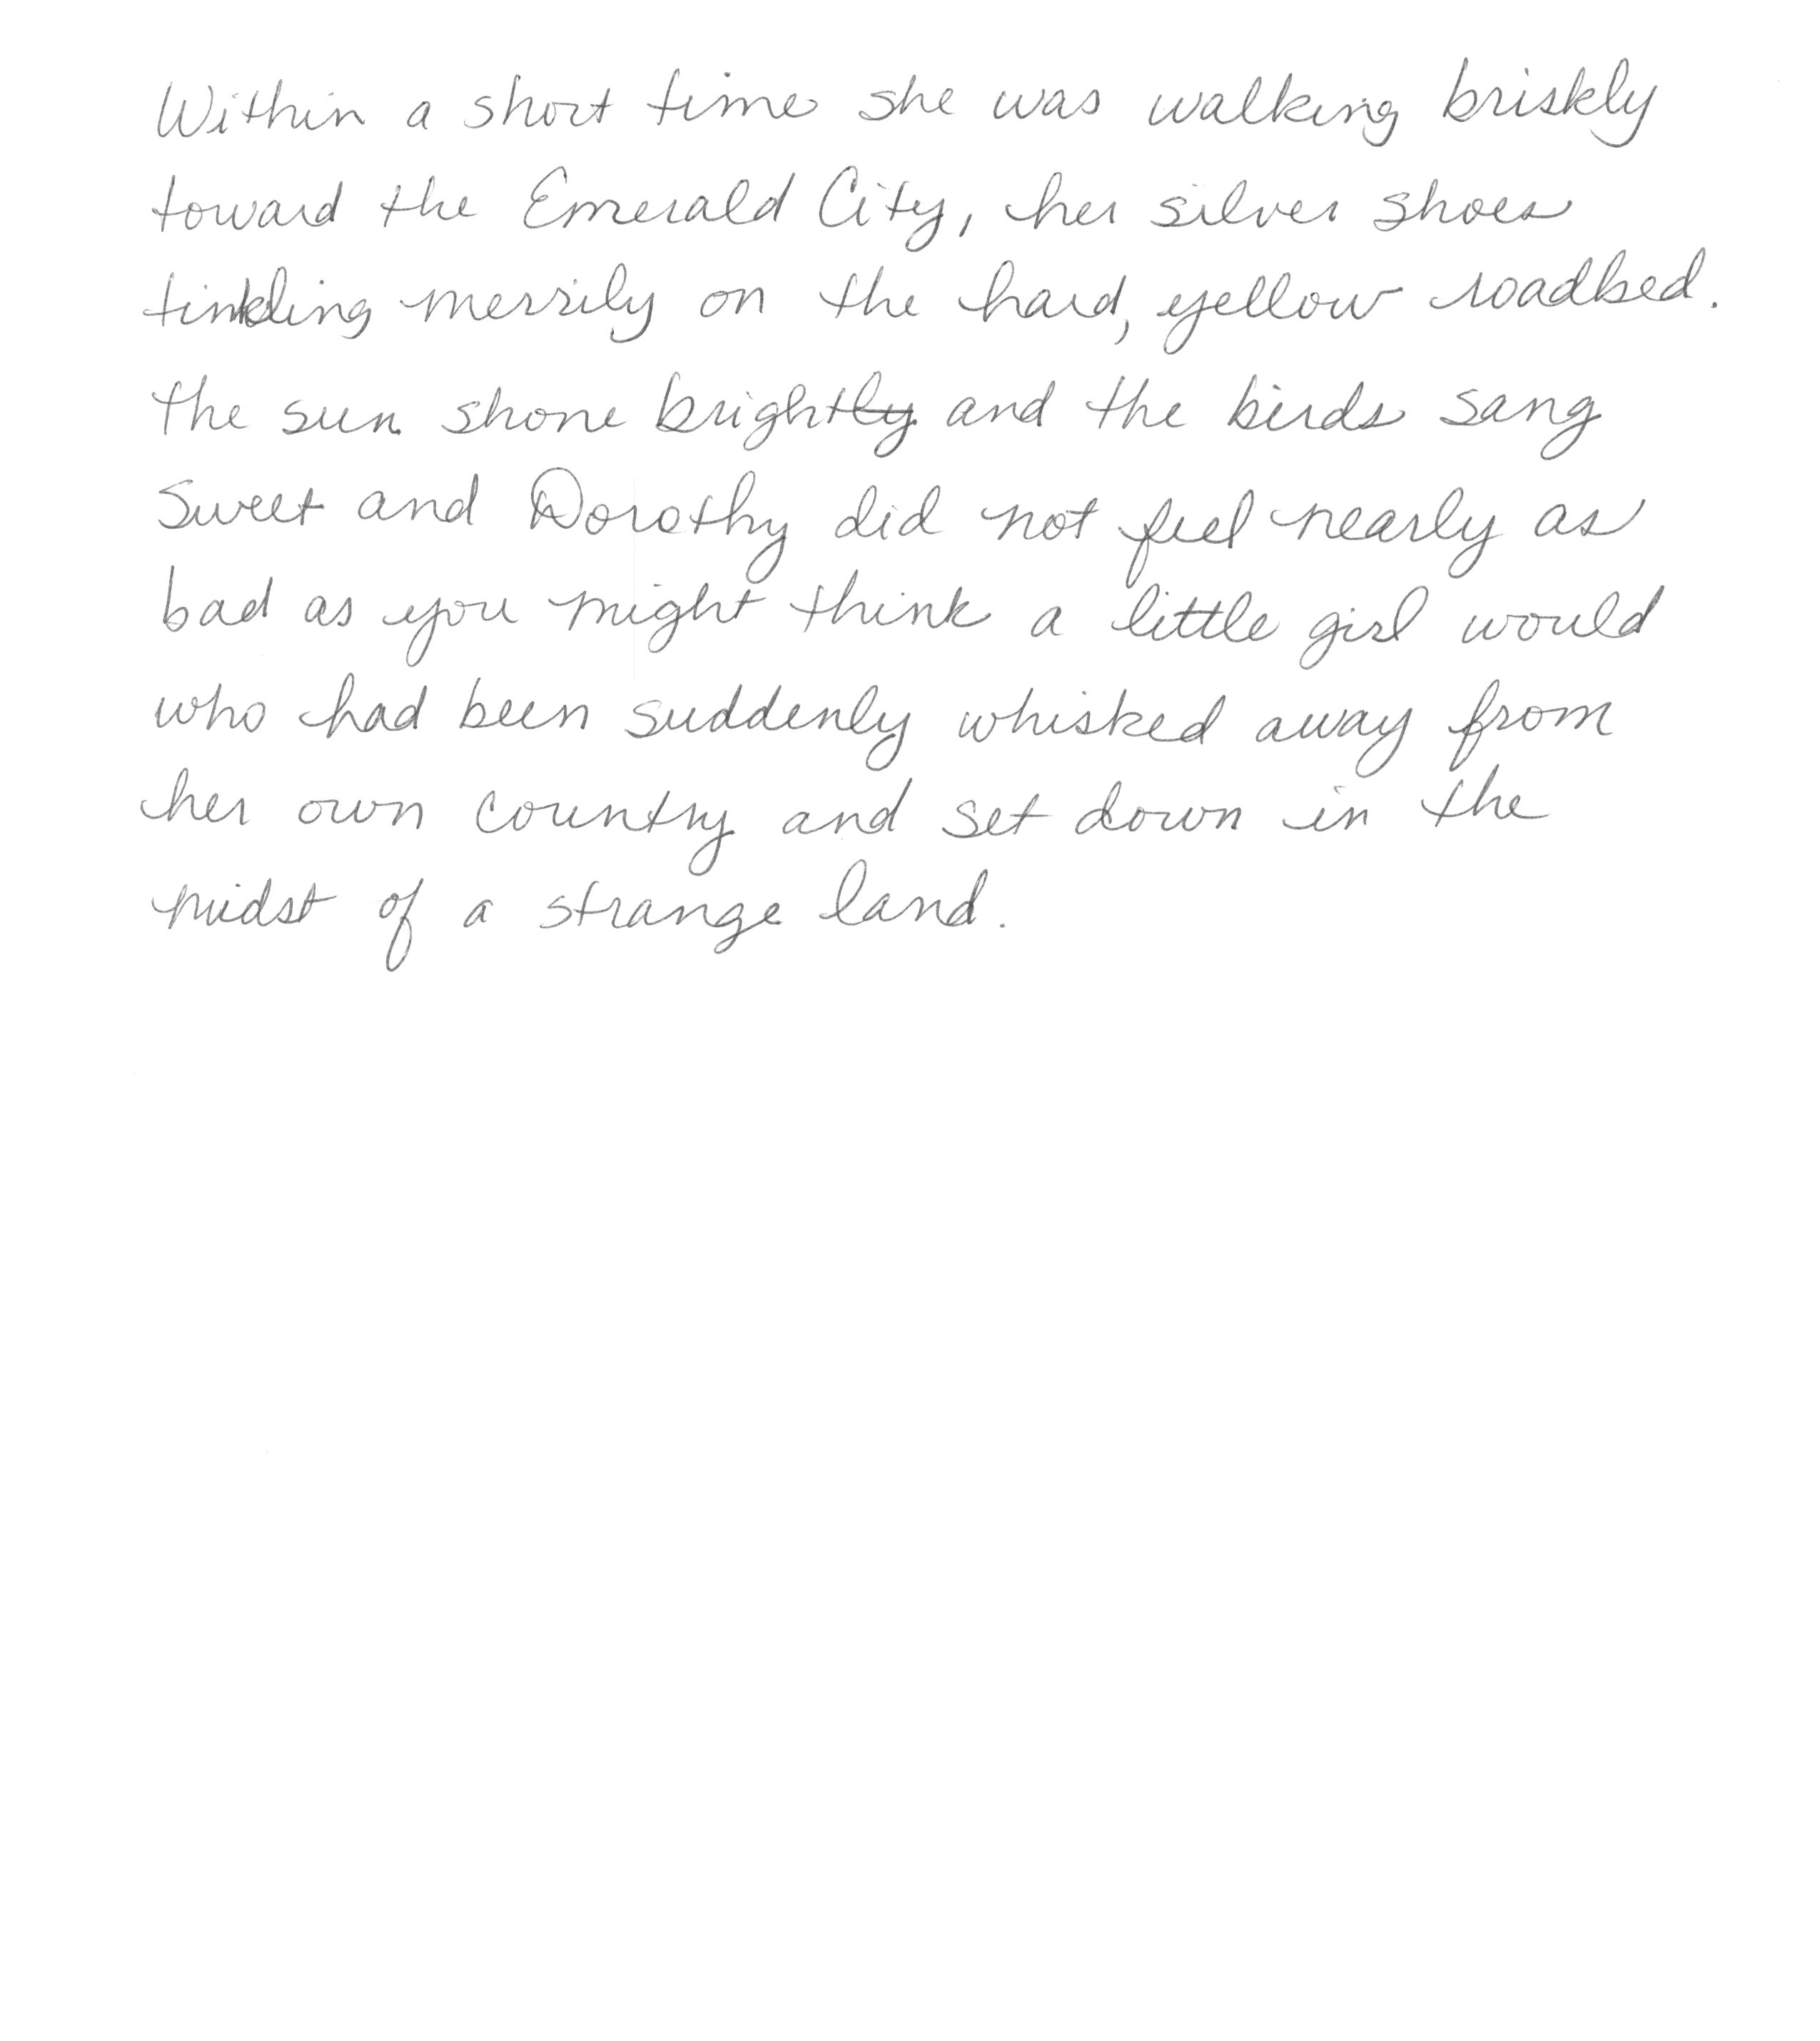 Within a short time she was walking briskly
toward the Emerald City, her silver shoes
tinkling merrily on the hard, yellow roadbed.
The sun shone bright and the birds sang
sweet and Dorothy did not feel nearly as
bad as you might think a little girl would
who had been suddenly whisked away from
her own country and set down in the
midst of a strange land.